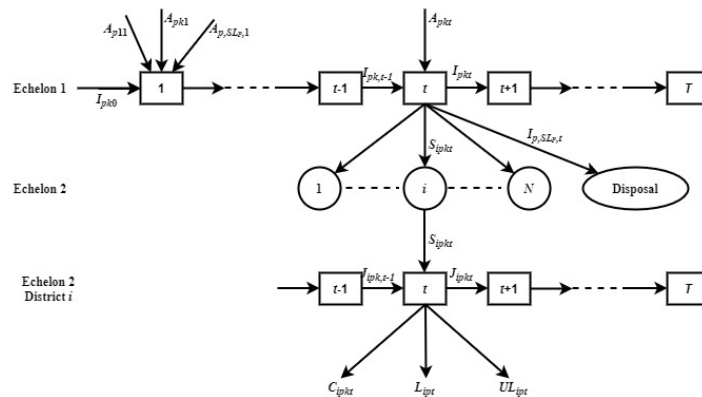 A_{p11}
A_{pk1}
A_{p,SL_P,1}
A_{pkt}
Echelon 1
I_{pk0}
1
t-1
I_{pk,t-1}
t
I_{pkt}
t+1
T
S_{ipkt}
I_{p,SL_P,t}
Echelon 2
1
i
N
Disposal
S_{ipkt}
Echelon 2
District i
t-1
J_{ipk,t-1}
t
J_{ipkt}
t+1
T
C_{ipkt}
L_{ipt}
UL_{ipt}